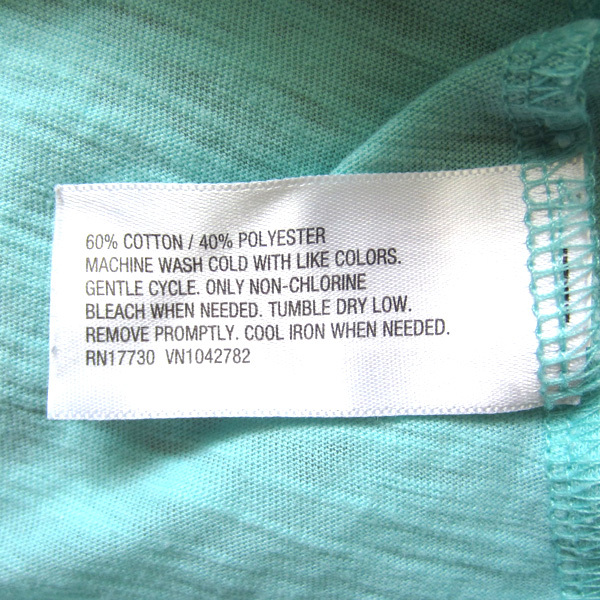 60% COTTON / 40% POLYESTER
MACHINE WASH COLD WITH LIKE COLORS.
GENTLE CYCLE. ONLY NON-CHLORINE
BLEACH WHEN NEEDED. TUMBLE DRY LOW.
REMOVE PROMPTLY. COOL IRON WHEN NEEDED.
RN17730 VN1042782